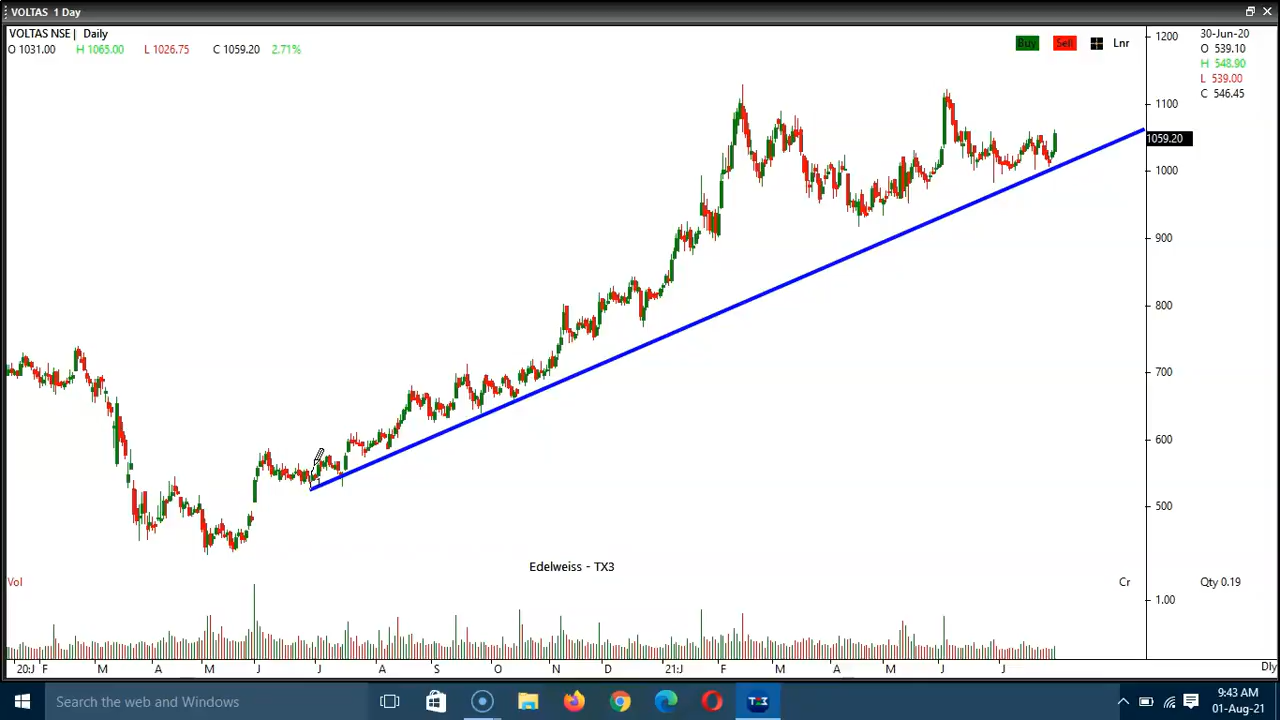 VOLTAS 1 Day
VOLTAS NSE| Daily
O 1031.00 H 1065.00 L 1026.75 C 1059.20 2.71%
Buy Sell Lnr
30-Jun-20
O 539.10
H 548.90
L 539.00
C 546.45
1200
1100
1059.20
1000
900
800
700
600
500
Edelweiss - TX3
Vol Cr Qty 0.19
1.00
20:J F M A M J J A S O N D 21:J F M A M J J Dly
Search the web and Windows
TX3
9:43 AM
01-Aug-21